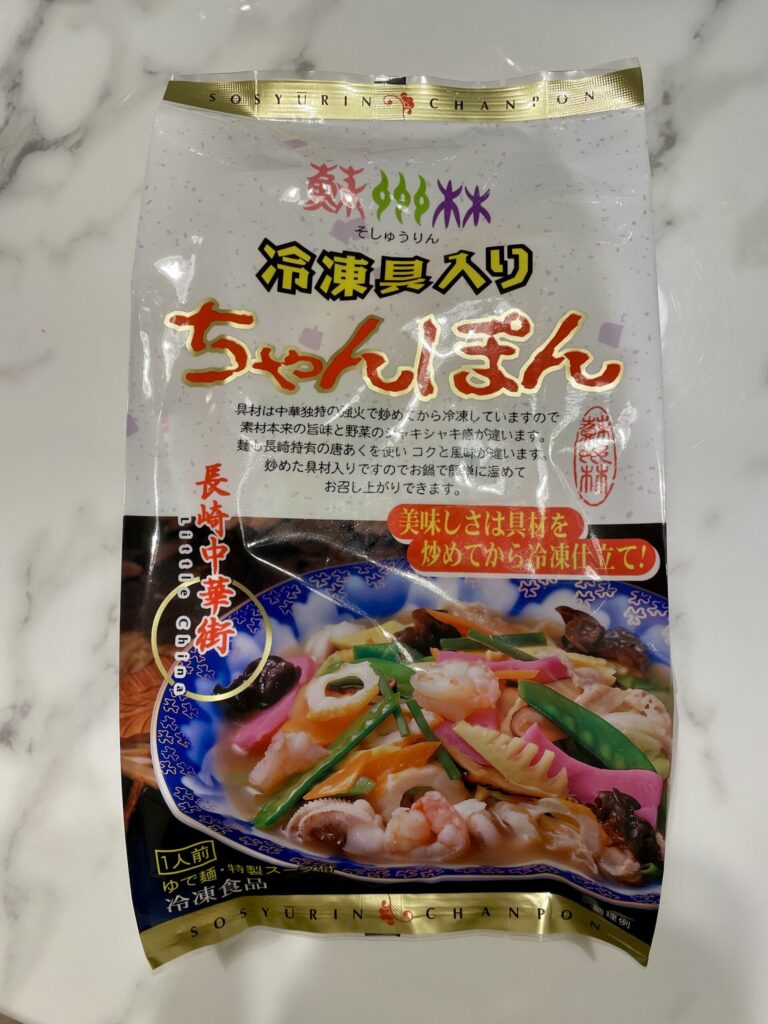 SOSYURIN CHANPON
蘇州林
そしゅうりん
冷凍具入り
ちゃんぽん
具材は中華独特の強火で炒めてから冷凍していますので
素材本来の旨味と野菜のシャキシャキ感が違います。
麺も長崎特有の唐あくを使い コクと風味が違います。
炒めた具材入りですのでお鍋で簡単に温めて
お召し上がりできます。
蘇州林
長崎中華街
Little China
美味しさは具材を
炒めてから冷凍仕立て!
1人前
ゆで麺・特製スープ付
冷凍食品
調理例
SOSYURIN CHANPON